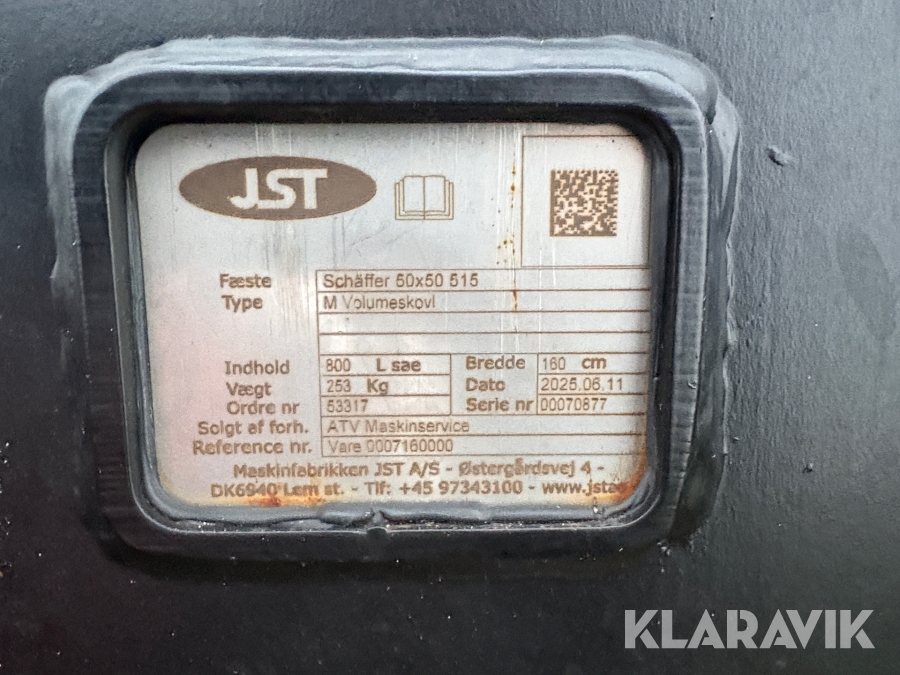 JST
Fæste Schäffer 50x50 515
Type M Volumeskovl
Indhold 800 L sae Bredde 160 cm
Vægt 253 Kg Dato 2025.06.11
Ordre nr 53317 Serie nr 00070877
Solgt af forh. ATV Maskinservice
Reference nr. Vare 0007160000
Maskinfabrikken JST A/S - Østergårdsvej 4 -
DK6940 Lem st. - Tlf: +45 97343100 - www.jstas
KLARAVIK